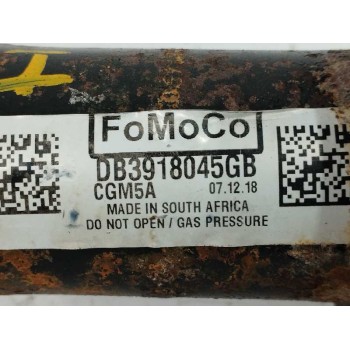 FoMoCo
DB3918045GB
CGM5A 07.12.18
MADE IN SOUTH AFRICA
DO NOT OPEN / GAS PRESSURE